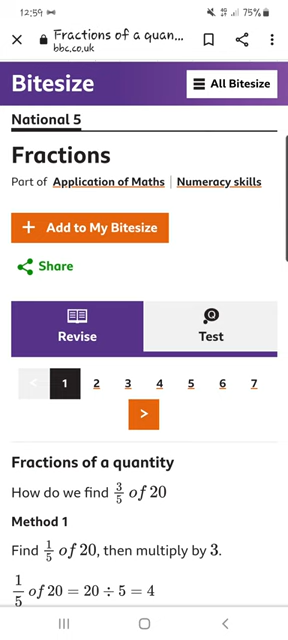 12:59
75%
Fractions of a quan...
bbc.co.uk
Bitesize
All Bitesize
National 5
Fractions
Part of Application of Maths | Numeracy skills
+ Add to My Bitesize
Share
Revise
Test
< 1 2 3 4 5 6 7
>
Fractions of a quantity
How do we find 3/5 of 20
Method 1
Find 1/5 of 20, then multiply by 3.
1/5 of 20 = 20 ÷ 5 = 4